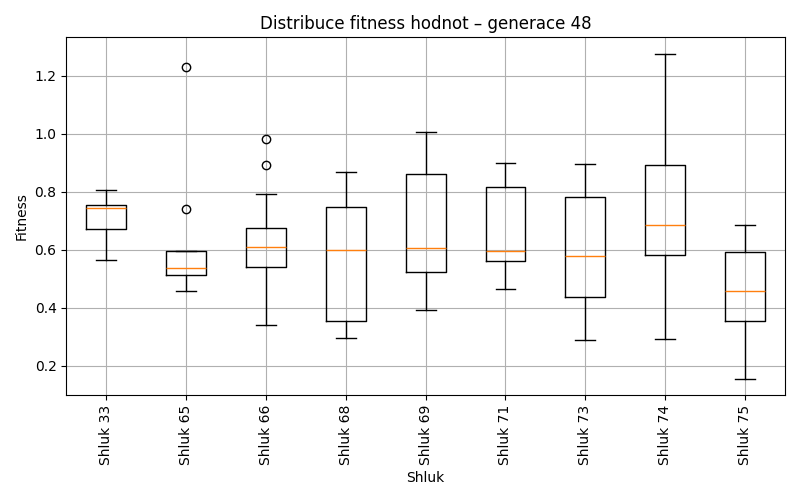 Distribuce fitness hodnot – generace 48
Fitness
1.2
1.0
0.8
0.6
0.4
0.2
Shluk 33
Shluk 65
Shluk 66
Shluk 68
Shluk 69
Shluk 71
Shluk 73
Shluk 74
Shluk 75
Shluk